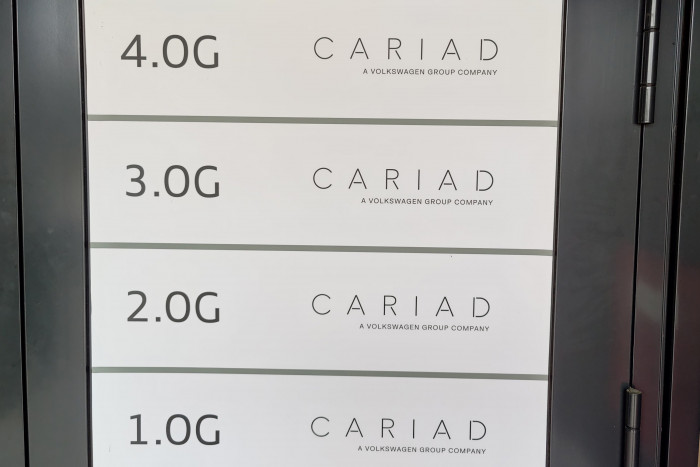 4.OG CARIAD
A VOLKSWAGEN GROUP COMPANY
3.OG CARIAD
A VOLKSWAGEN GROUP COMPANY
2.OG CARIAD
A VOLKSWAGEN GROUP COMPANY
1.OG CARIAD
A VOLKSWAGEN GROUP COMPANY